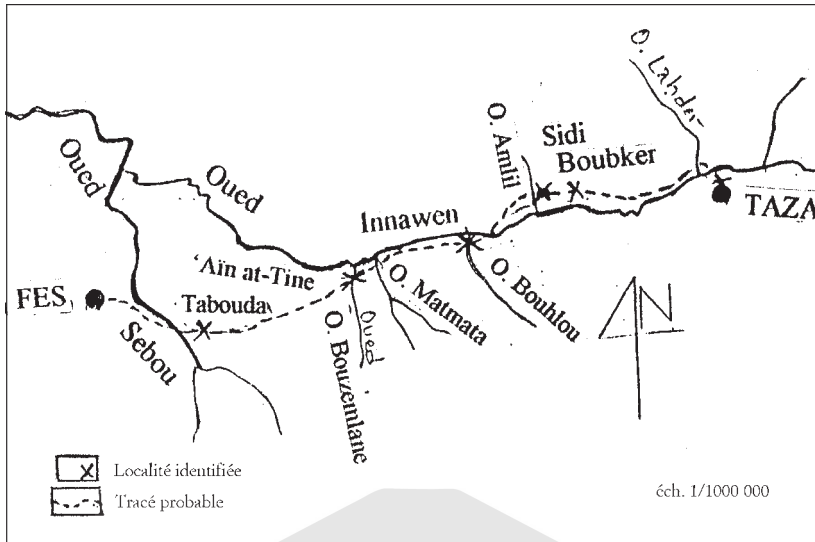 O. Lahder
O. Amlil
Sidi
Boubker
TAZA
N
Oued
Oued
Innawen
'Aïn at-Tine
Tabouda
FES
Sebou
O. Bouzemlane
Oued
O. Matmata
O. Bouhlou
Localité identifiée
Tracé probable
éch. 1/1000 000